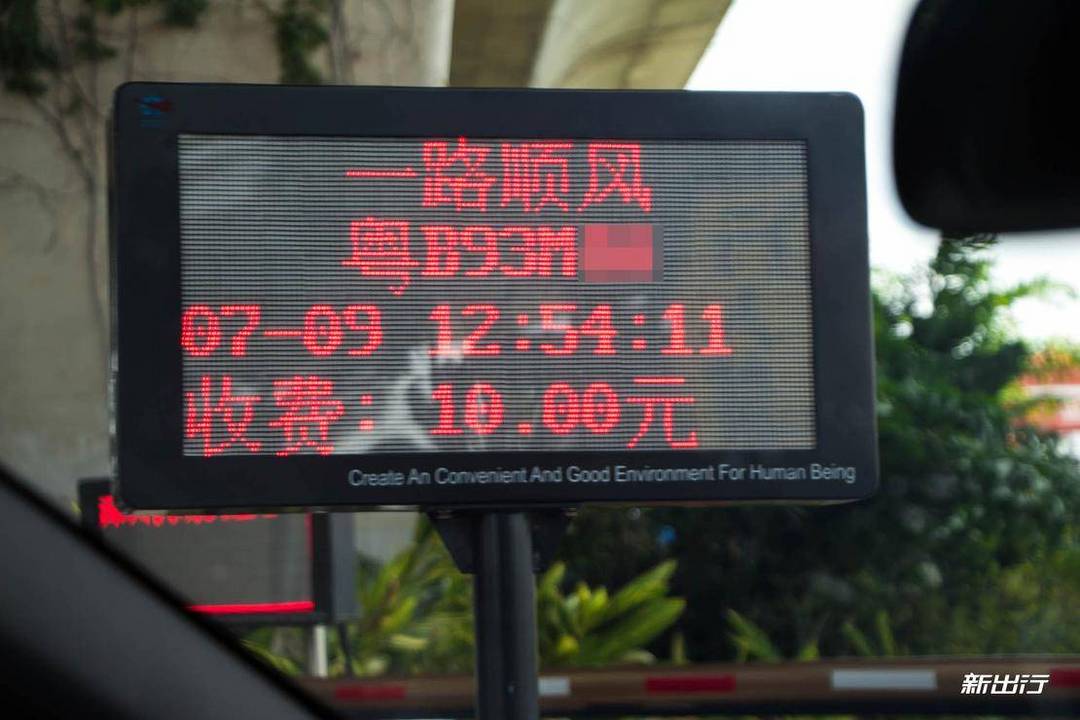 一路顺风
粤B93M
07-09 12:54:11
收费: 10.00元
Create An Convenient And Good Environment For Human Being
新出行